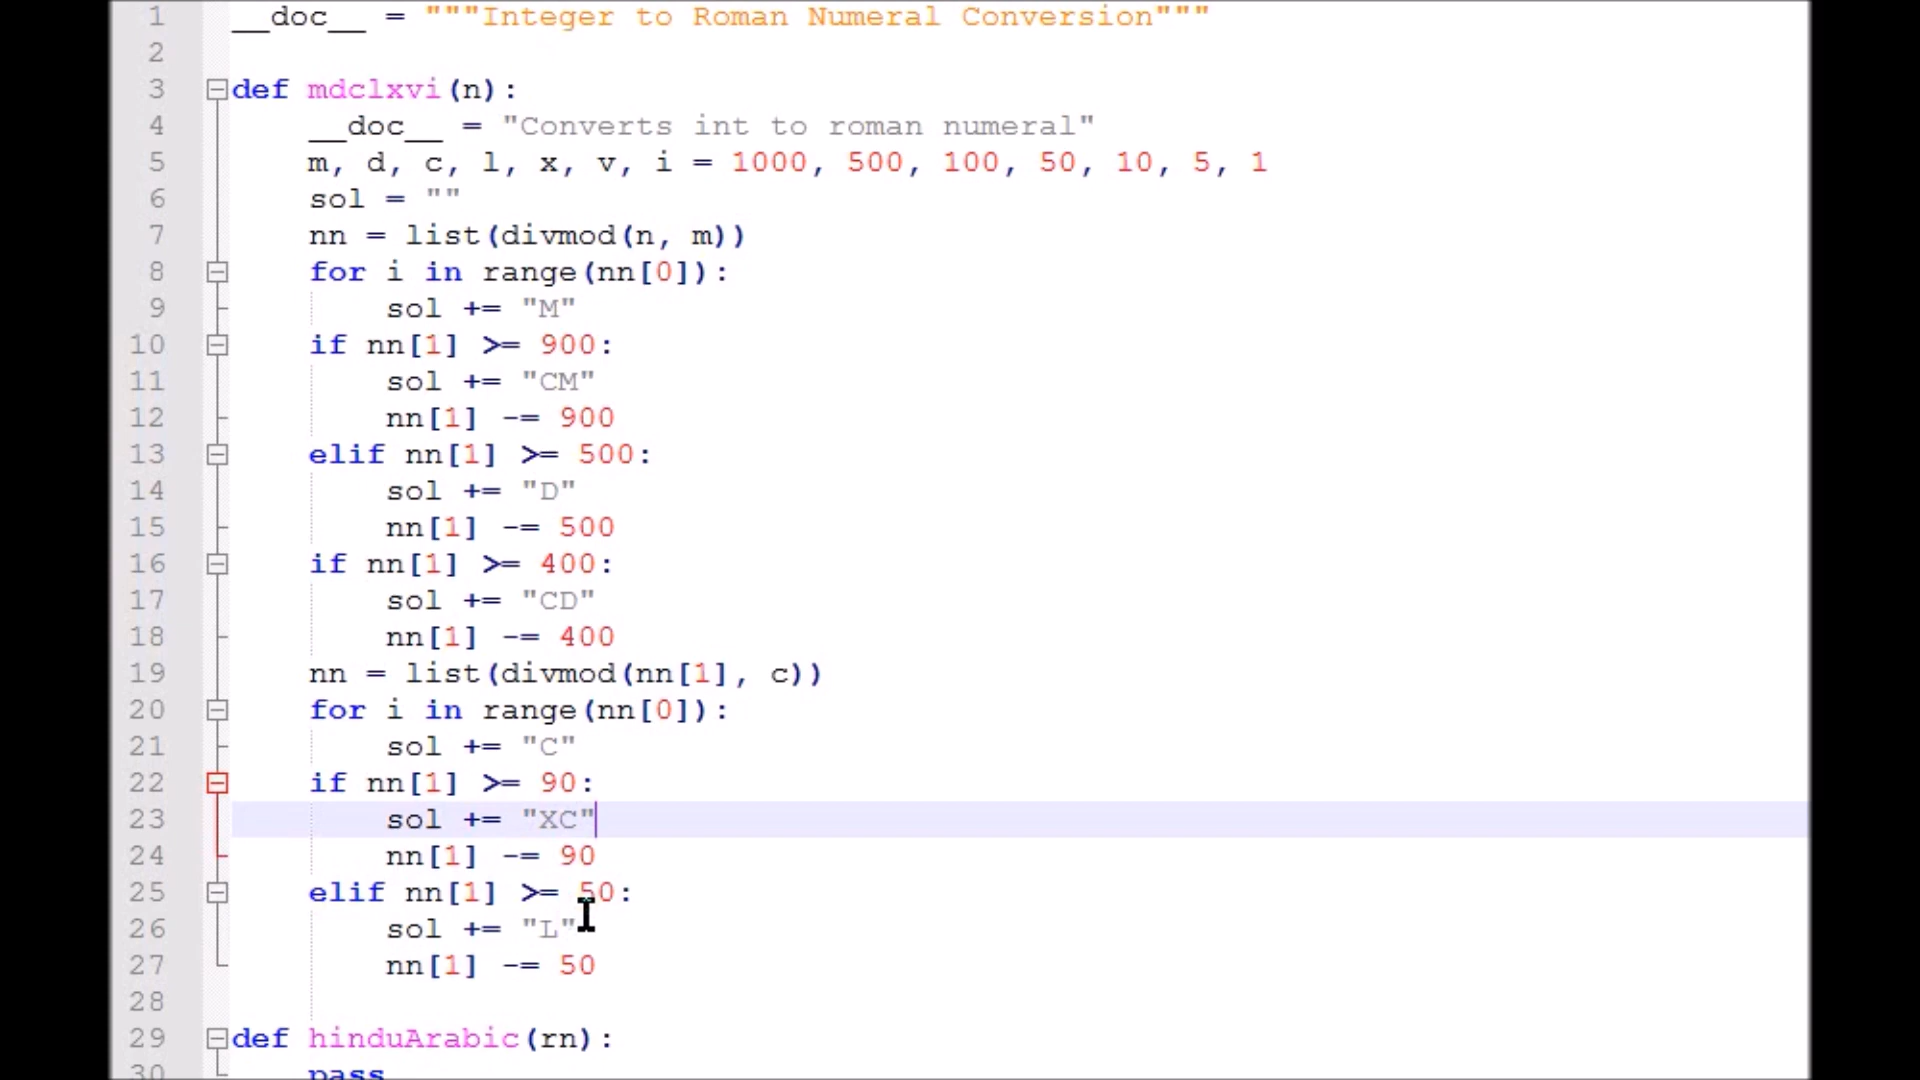 1 __doc__ = """Integer to Roman Numeral Conversion"""
2
3 def mdclxvi(n):
4     __doc__ = "Converts int to roman numeral"
5     m, d, c, l, x, v, i = 1000, 500, 100, 50, 10, 5, 1
6     sol = ""
7     nn = list(divmod(n, m))
8     for i in range(nn[0]):
9         sol += "M"
10     if nn[1] >= 900:
11         sol += "CM"
12         nn[1] -= 900
13     elif nn[1] >= 500:
14         sol += "D"
15         nn[1] -= 500
16     if nn[1] >= 400:
17         sol += "CD"
18         nn[1] -= 400
19     nn = list(divmod(nn[1], c))
20     for i in range(nn[0]):
21         sol += "C"
22     if nn[1] >= 90:
23         sol += "XC"
24         nn[1] -= 90
25     elif nn[1] >= 50:
26         sol += "L"
27         nn[1] -= 50
28
29 def hinduArabic(rn):
30     pass